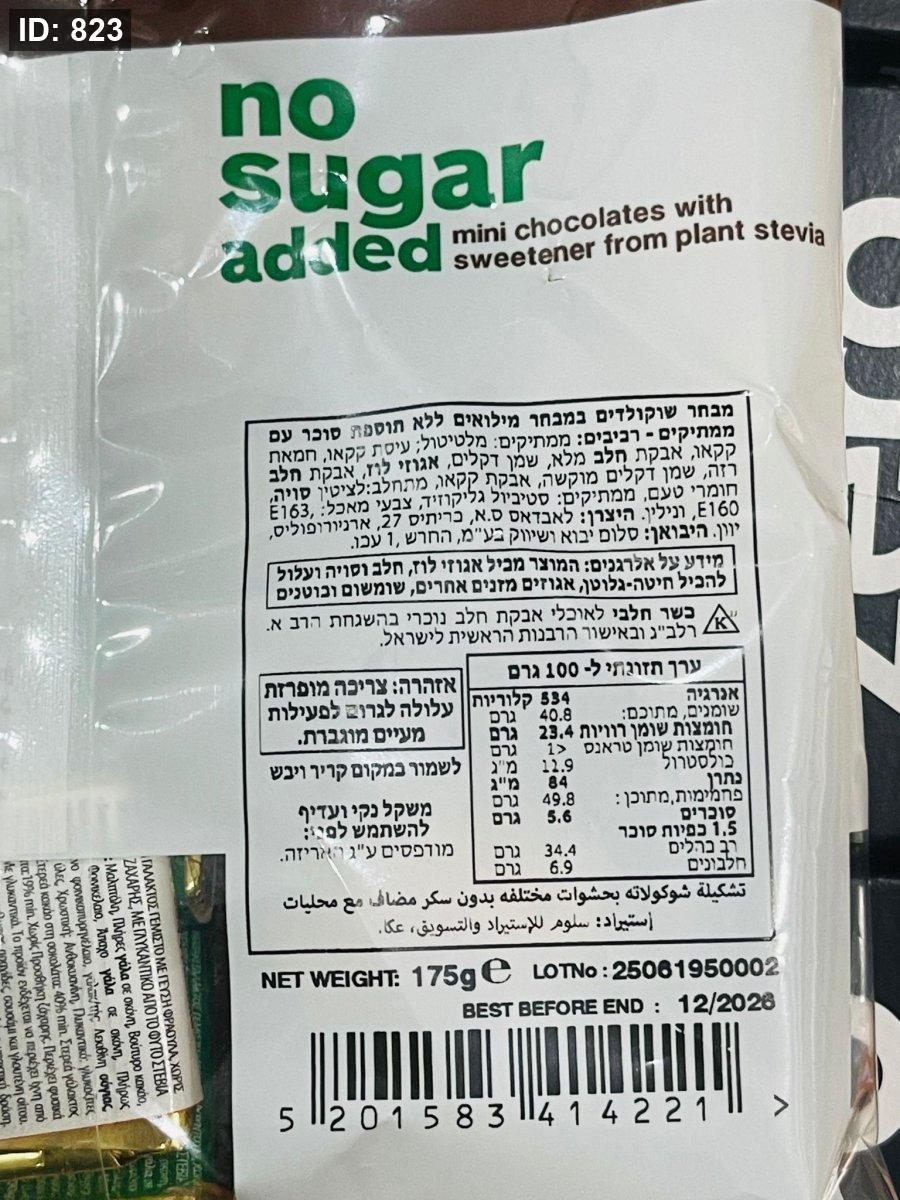 ID: 823
no
sugar
added
mini chocolates with
sweetener from plant stevia
מבחר שוקולדים במבחר מילואים ללא תוספת סוכר עם
ממתיקים - רכיבים: ממתיקים: מלטיטול; עיסת קקאו, חמאת
קקאו, אבקת חלב מלא, שמן דקלים, אגוזי לוז, אבקת חלב
רזה, שמן דקלים מוקשה, אבקת קקאו, מתחלב:לציטין סויה,
חומרי טעם, ממתיקים: סטיביול גליקוזיד, צבעי מאכל: E163,
E160, ונילין. היצרן: לאבדאס ס.א, כריתיס 27, ארגירופוליס,
יוון. היבואן: סלום יבוא ושיווק בע"מ, החרש 1, עכו.
מידע על אלרגנים: המוצר מכיל אגוזי לוז, חלב וסויה ועלול
להכיל חיטה-גלוטן, אגוזים מזנים אחרים, שומשום ובוטנים
K
כשר חלבי לאוכלי אבקת חלב נוכרי בהשגחת הרב א.
רלב"ג ובאישור הרבנות הראשית לישראל.
ערך תזונתי ל- 100 גרם
אנרגיה 534 קלוריות
שומנים, מתוכם: 40.8 גרם
חומצות שומן רוויות 23.4 גרם
חומצות שומן טראנס <1 גרם
כולסטרול 11.9 מ"ג
נתרן 84 מ"ג
פחמימות,מתוכן: 49.8 גרם
סוכרים 5.6 גרם
1.5 כפיות סוכר
רב כהלים 34.4 גרם
חלבונים 6.9 גרם
אזהרה: צריכה מופרזת
עלולה לגרום לפעילות
מעיים מוגברת.
לשמור במקום קריר ויבש
משקל נקי ועדיף
להשתמש לפני:
מודפסים ע"ג האריזה.
تشكيلة شوكولاته بحشوات مختلفه بدون سكر مضاف مع محليات
إستيراد: سلوم للإستيراد والتسويق، عكا.
NET WEIGHT: 175g e LOTNo : 25061950002
BEST BEFORE END : 12/2026
5 201583 414221 >
zero